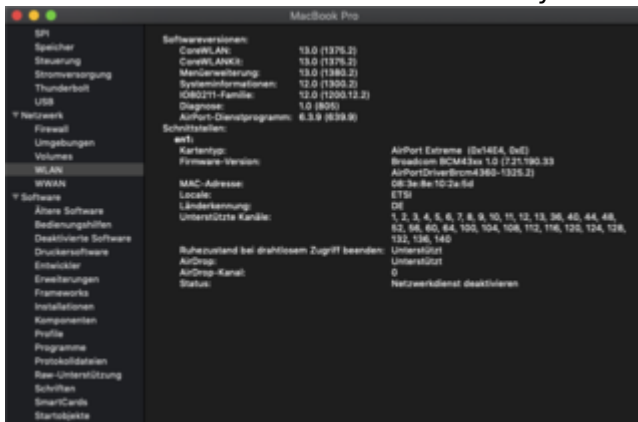 MacBook Pro
SPI
Speicher
Steuerung
Stromversorgung
Thunderbolt
USB
Netzwerk
Firewall
Umgebungen
Volumes
WLAN
WWAN
Software
Ältere Software
Bedienungshilfen
Deaktivierte Software
Druckersoftware
Entwickler
Erweiterungen
Frameworks
Installationen
Komponenten
Profile
Programme
Protokolldateien
Raw-Unterstützung
Schriften
SmartCards
Startobjekte
Softwareversionen:
CoreWLAN: 13.0 (1375.2)
CoreWLANKit: 13.0 (1375.2)
Menüerweiterung: 13.0 (1380.2)
Systeminformationen: 12.0 (1300.2)
IO80211-Familie: 12.0 (1200.12.2)
Diagnose: 1.0 (805)
AirPort-Dienstprogramm: 6.3.9 (639.9)
Schnittstellen:
en1:
Kartentyp: AirPort Extreme (0x14E4, 0xE)
Firmware-Version: Broadcom BCM43xx 1.0 (7.21.190.33
AirPortDriverBrcm4360-1325.2)
MAC-Adresse: 08:3e:8e:10:2a:5d
Locale: ETSI
Länderkennung: DE
Unterstützte Kanäle: 1, 2, 3, 4, 5, 6, 7, 8, 9, 10, 11, 12, 13, 36, 40, 44, 48,
52, 56, 60, 64, 100, 104, 108, 112, 116, 120, 124, 128,
132, 136, 140
Ruhezustand bei drahtlosem Zugriff beenden: Unterstützt
AirDrop: Unterstützt
AirDrop-Kanal: 0
Status: Netzwerkdienst deaktivieren